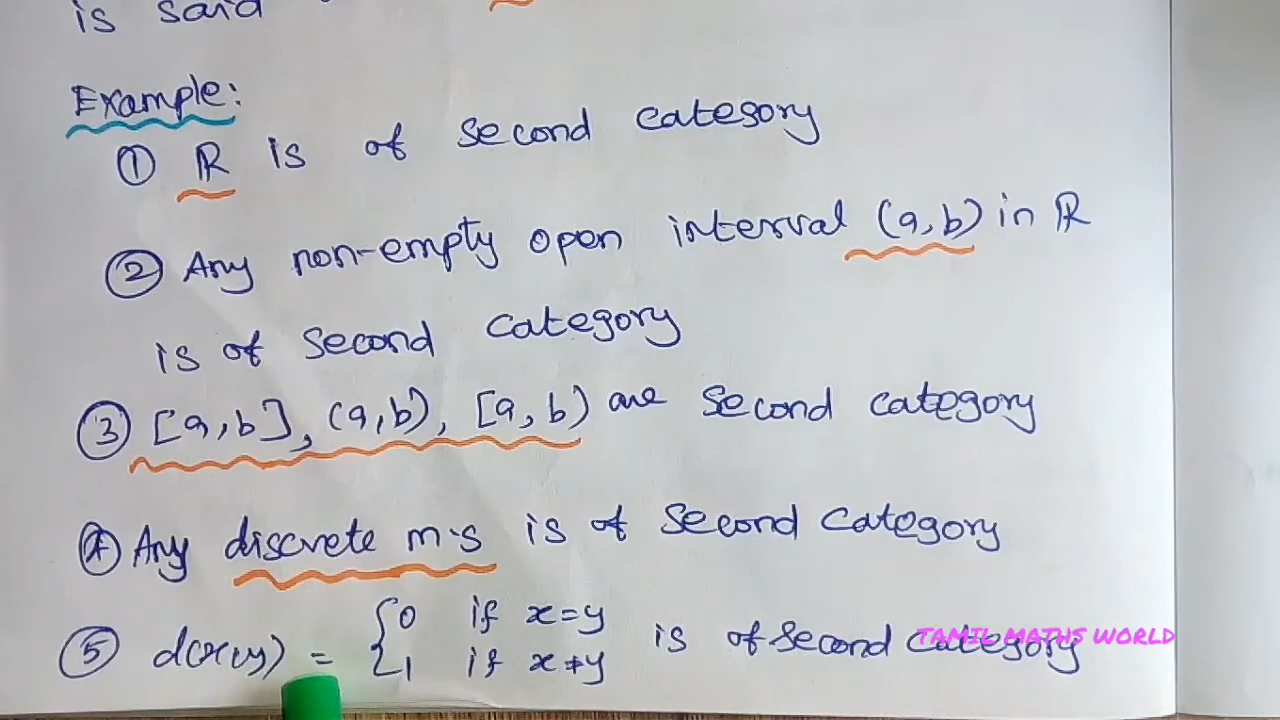 is said
Example:
① ℝ is of second category
② Any non-empty open interval (a,b) in ℝ
is of second category
③ [a,b], (a,b), [a,b) are second category
④ Any discrete m.s is of second category
⑤ d(x,y) = { 0 if x=y
1 if x≠y is of second category
TAMIL MATHS WORLD